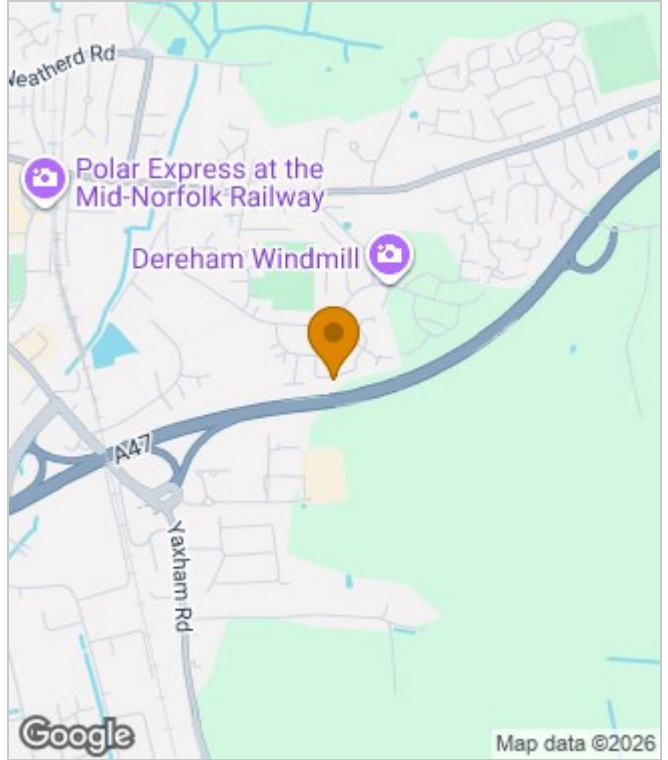 Weatherd Rd
Polar Express at the
Mid-Norfolk Railway
Dereham Windmill
A47
Yaxham Rd
Google
Map data ©2026